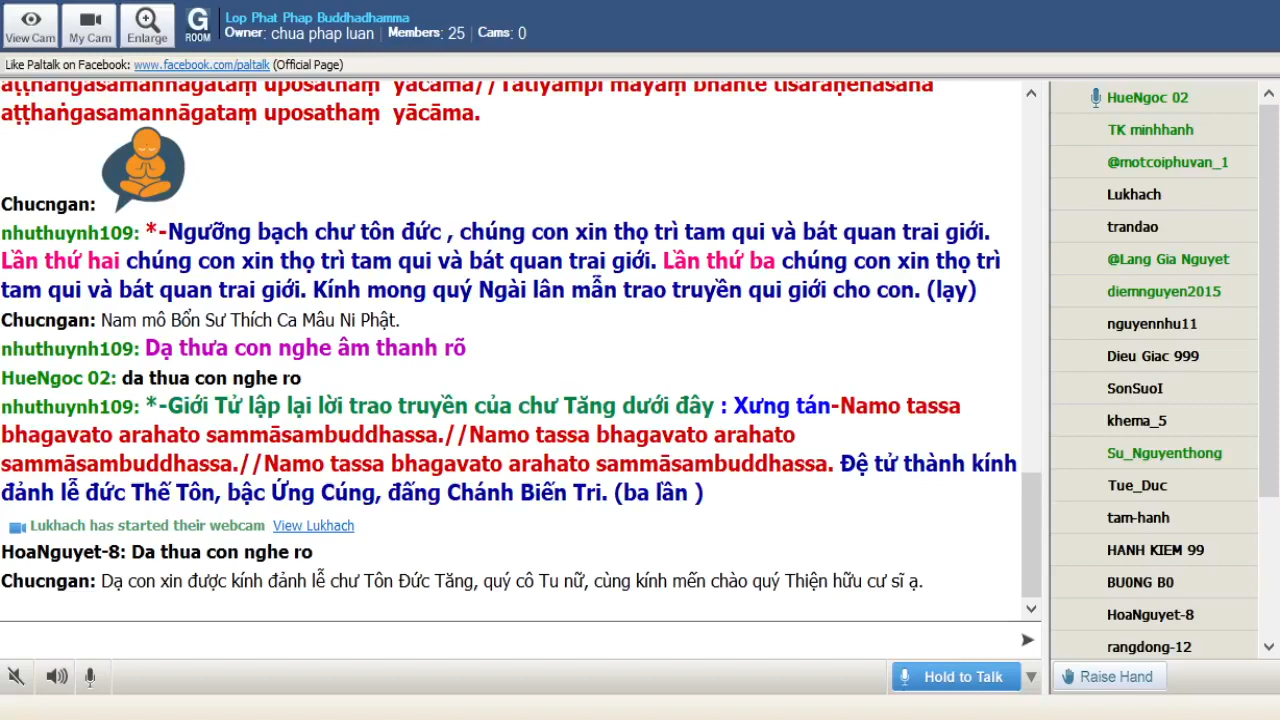 Lop Phat Phap Buddhadhamma
View Cam My Cam Enlarge G ROOM Owner: chua phap luan Members: 25 Cams: 0
Like Paltalk on Facebook: www.facebook.com/paltalk (Official Page)
aṭṭhaṅgasamannāgataṃ uposathaṃ yācāma//Tatiyampi mayaṃ bhante tisaraṇenasaha
aṭṭhaṅgasamannāgataṃ uposathaṃ yācāma.
Chucngan:
nhuthuynh109: *-Ngưỡng bạch chư tôn đức , chúng con xin thọ trì tam qui và bát quan trai giới.
Lần thứ hai chúng con xin thọ trì tam qui và bát quan trai giới. Lần thứ ba chúng con xin thọ trì
tam qui và bát quan trai giới. Kính mong quý Ngài lân mẫn trao truyền qui giới cho con. (lạy)
Chucngan: Nam mô Bổn Sư Thích Ca Mâu Ni Phật.
nhuthuynh109: Dạ thưa con nghe âm thanh rõ
HueNgoc 02: da thua con nghe ro
nhuthuynh109: *-Giới Tử lập lại lời trao truyền của chư Tăng dưới đây : Xưng tán-Namo tassa
bhagavato arahato sammāsambuddhassa.//Namo tassa bhagavato arahato
sammāsambuddhassa.//Namo tassa bhagavato arahato sammāsambuddhassa. Đệ tử thành kính
đảnh lễ đức Thế Tôn, bậc Ứng Cúng, đấng Chánh Biến Tri. (ba lần )
Lukhach has started their webcam View Lukhach
HoaNguyet-8: Da thua con nghe ro
Chucngan: Dạ con xin được kính đảnh lễ chư Tôn Đức Tăng, quý cô Tu nữ, cùng kính mến chào quý Thiện hữu cư sĩ ạ.
Hold to Talk
HueNgoc 02
TK minhhanh
@motcoiphuvan_1
Lukhach
trandao
@Lang Gia Nguyet
diemnguyen2015
nguyennhu11
Dieu Giac 999
SonSuoI
khema_5
Su_Nguyenthong
Tue_Duc
tam-hanh
HANH KIEM 99
BU0NG B0
HoaNguyet-8
rangdong-12
Raise Hand